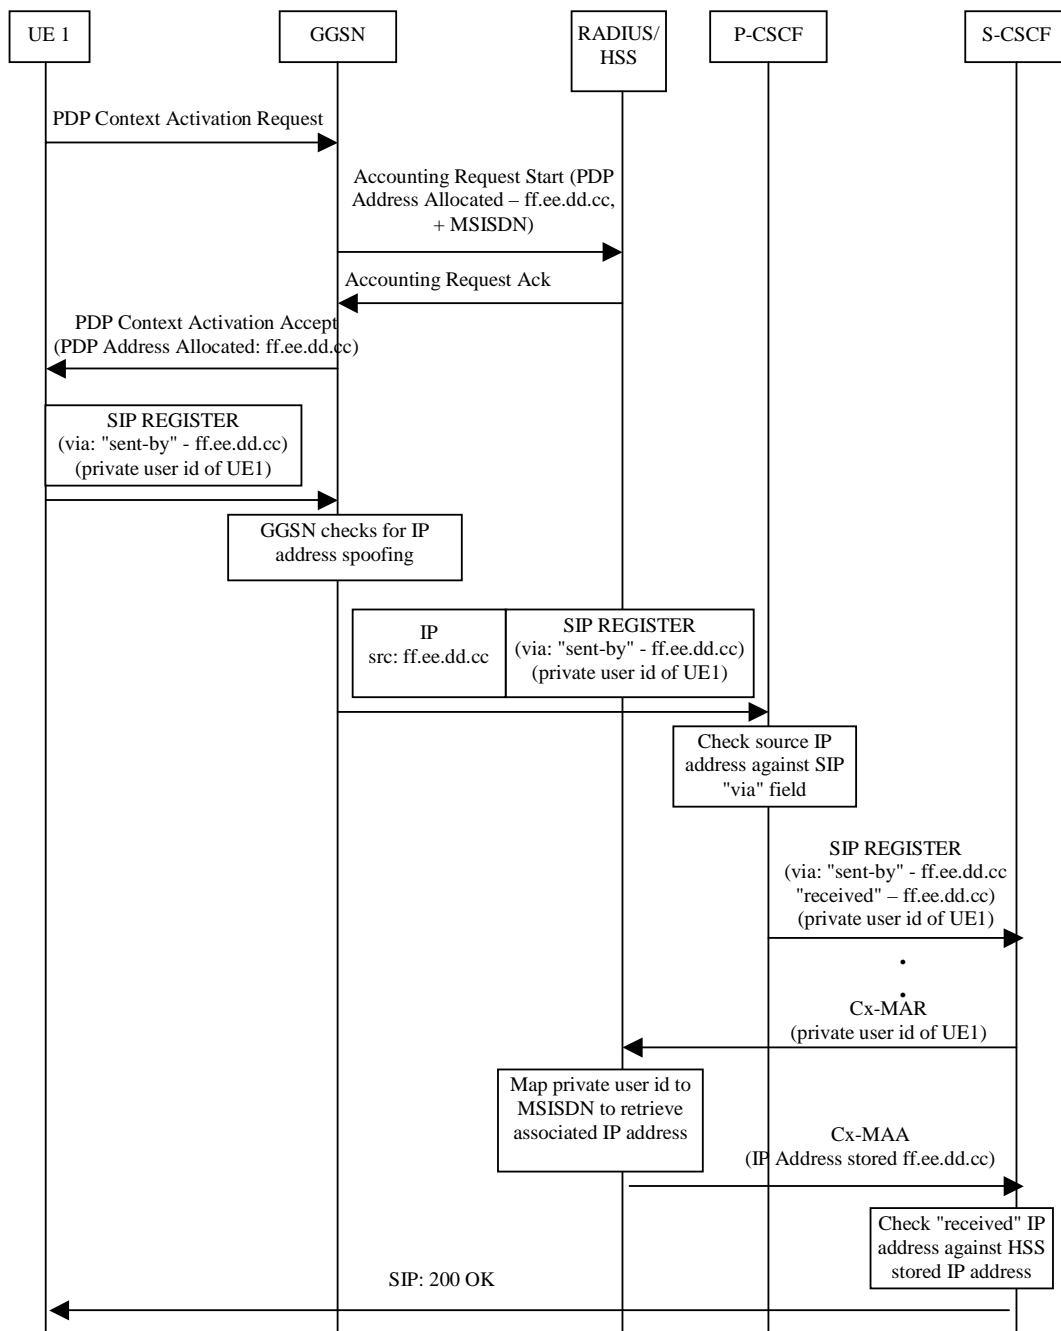 UE 1
GGSN
RADIUS/
HSS
P-CSCF
S-CSCF
PDP Context Activation Request
Accounting Request Start (PDP
Address Allocated – ff.ee.dd.cc,
+ MSISDN)
Accounting Request Ack
PDP Context Activation Accept
(PDP Address Allocated: ff.ee.dd.cc)
SIP REGISTER
(via: "sent-by" - ff.ee.dd.cc)
(private user id of UE1)
GGSN checks for IP
address spoofing
IP
src: ff.ee.dd.cc
SIP REGISTER
(via: "sent-by" - ff.ee.dd.cc)
(private user id of UE1)
Check source IP
address against SIP
"via" field
SIP REGISTER
(via: "sent-by" - ff.ee.dd.cc
"received" – ff.ee.dd.cc)
(private user id of UE1)
.
.
Cx-MAR
(private user id of UE1)
Map private user id to
MSISDN to retrieve
associated IP address
Cx-MAA
(IP Address stored ff.ee.dd.cc)
Check "received" IP
address against HSS
stored IP address
SIP: 200 OK